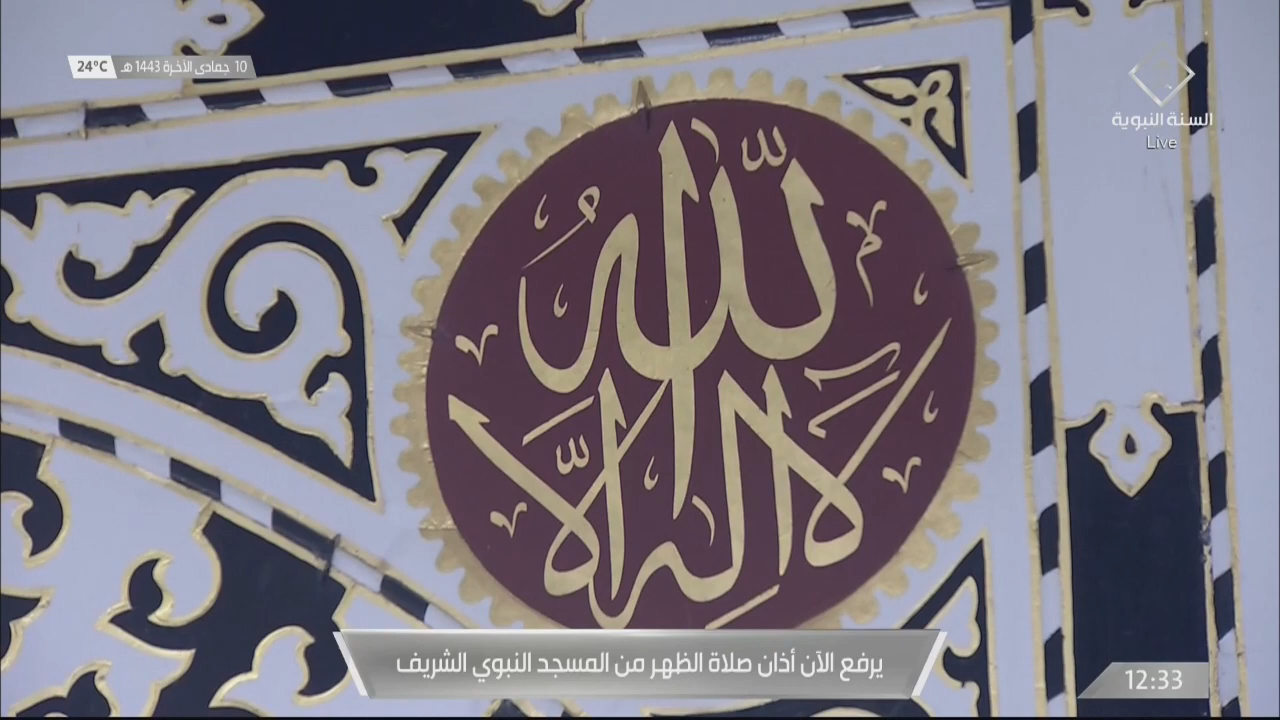 24°C
10 جمادى الآخرة 1443 هـ
السنة النبوية
Live
لا إله إلا الله
يرفع الآن أذان صلاة الظهر من المسجد النبوي الشريف
12:33